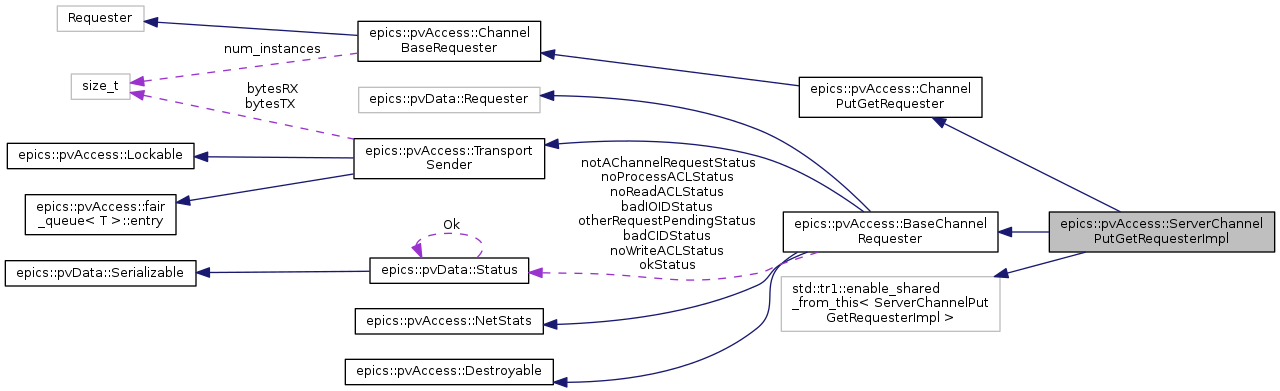 Requester
epics::pvAccess::Channel
BaseRequester
num_instances
size_t
bytesRX
bytesTX
epics::pvData::Requester
epics::pvAccess::Channel
PutGetRequester
epics::pvAccess::Lockable
epics::pvAccess::Transport
Sender
epics::pvAccess::fair
_queue< T >::entry
notAChannelRequestStatus
noProcessACLStatus
noReadACLStatus
badIOIDStatus
otherRequestPendingStatus
badCIDStatus
noWriteACLStatus
okStatus
epics::pvAccess::BaseChannel
Requester
epics::pvAccess::ServerChannel
PutGetRequesterImpl
Ok
epics::pvData::Serializable
epics::pvData::Status
std::tr1::enable_shared
_from_this< ServerChannelPut
GetRequesterImpl >
epics::pvAccess::NetStats
epics::pvAccess::Destroyable